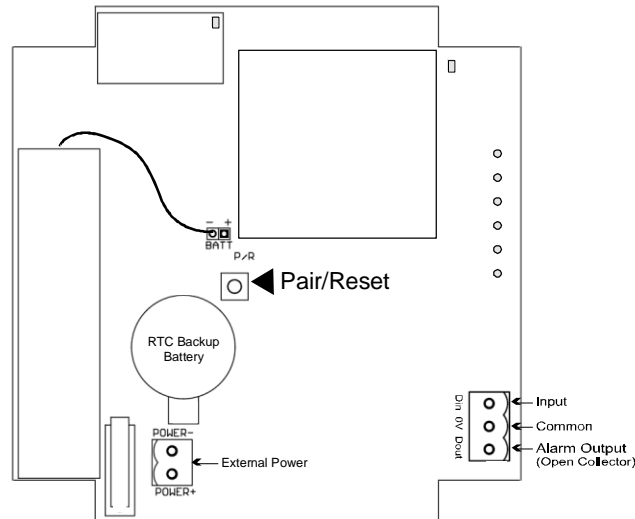 - +
BATT
P/R
Pair/Reset
RTC Backup
Battery
POWER-
External Power
POWER+
Din 0V Dout
Input
Common
Alarm Output
(Open Collector)